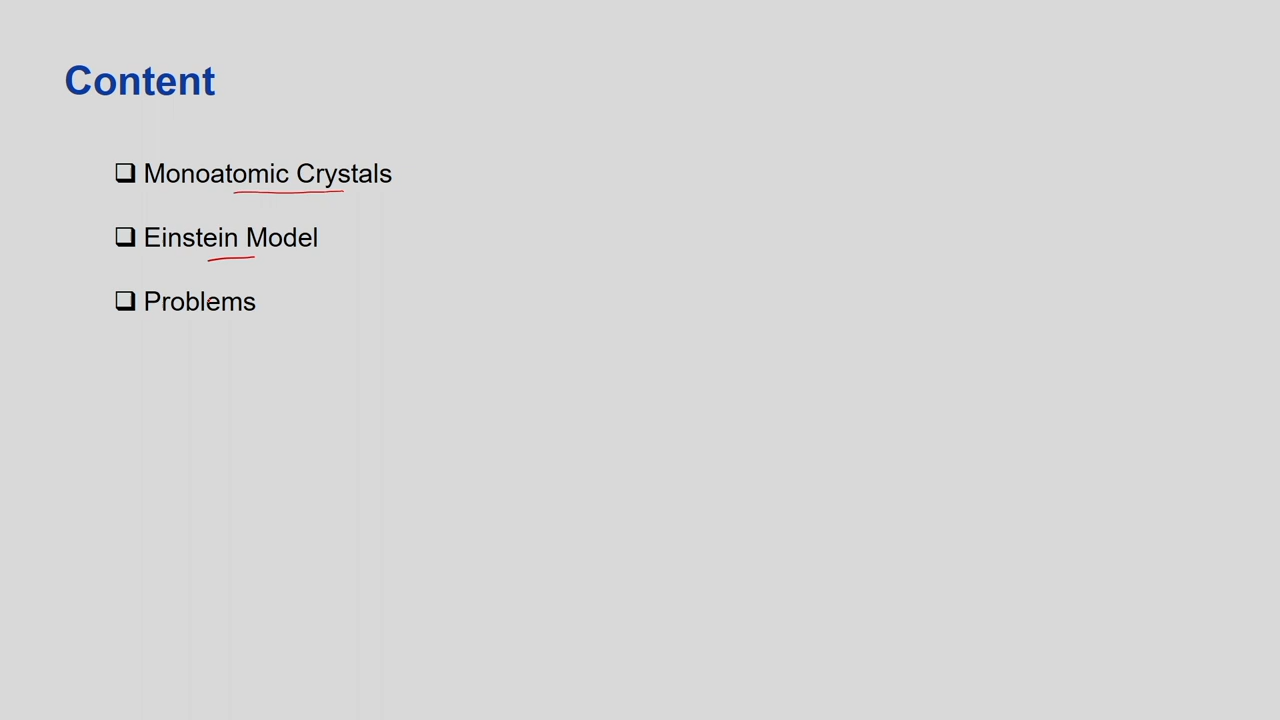 Content
❑ Monoatomic Crystals
❑ Einstein Model
❑ Problems